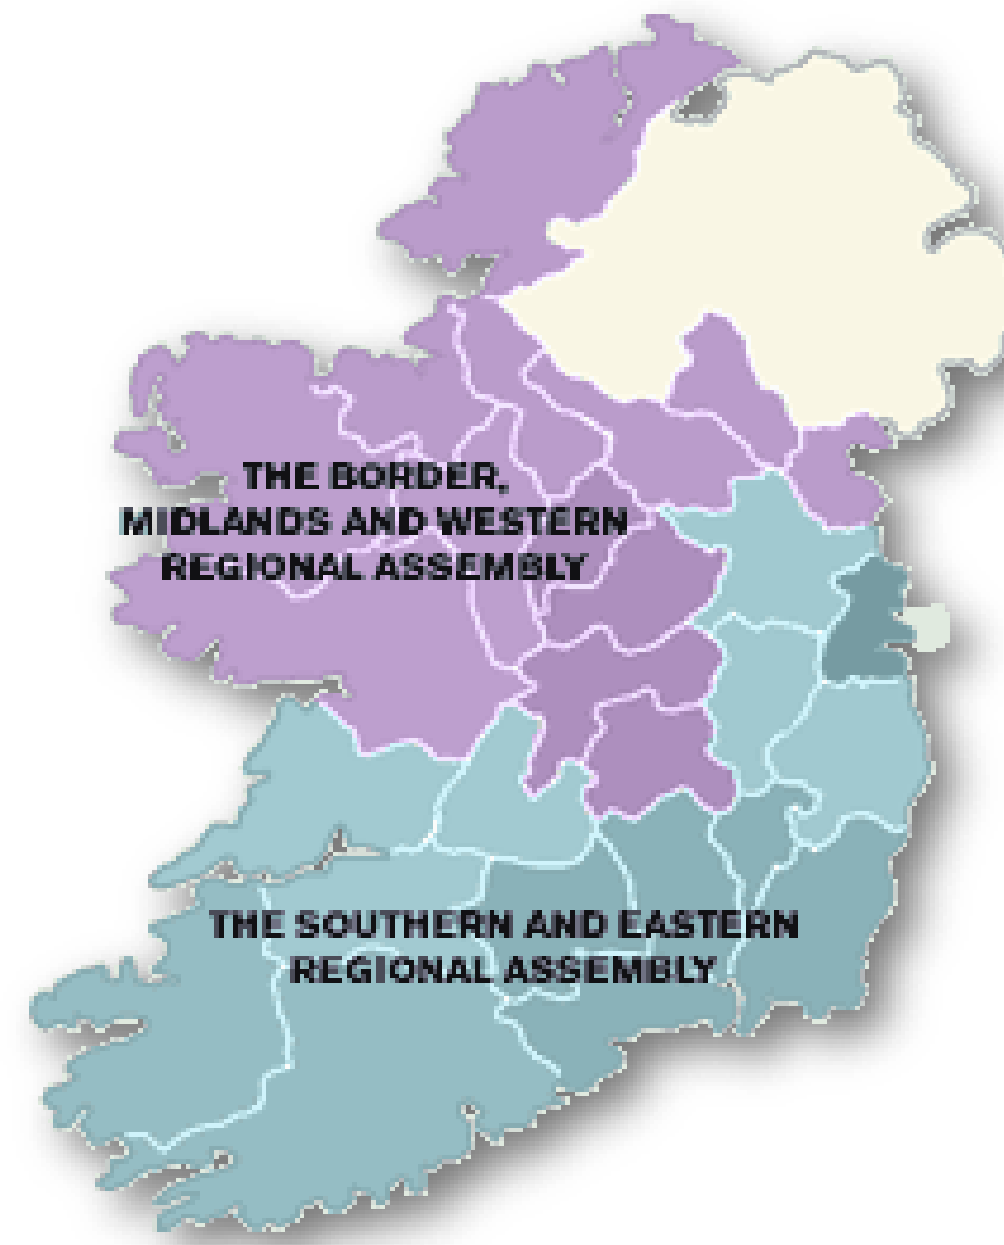 THE BORDER,
MIDLANDS AND WESTERN
REGIONAL ASSEMBLY
THE SOUTHERN AND EASTERN
REGIONAL ASSEMBLY